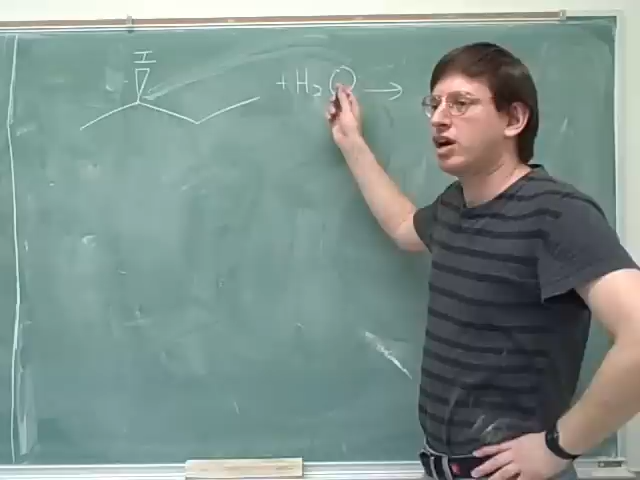 I
+ H₂O →